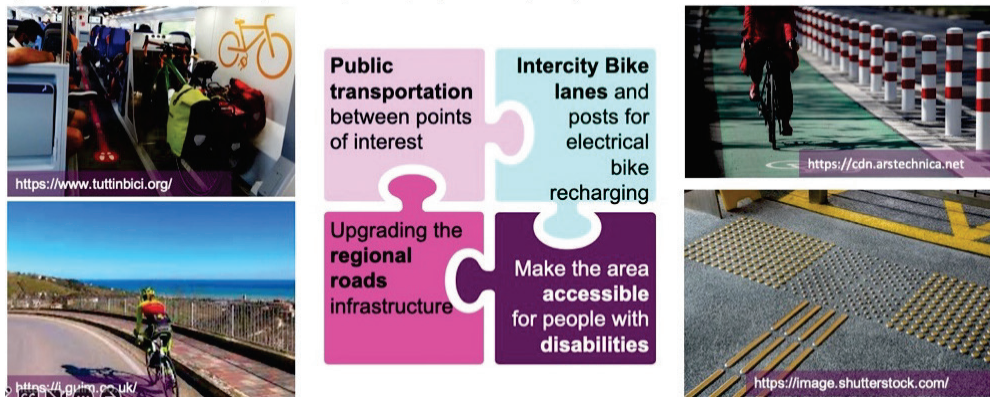 https://www.tuttinbici.org/
Public
transportation
between points
of interest
Intercity Bike
lanes and
posts for
electrical
bike
recharging
https://cdn.arstechnica.net
https://i.guim.co.uk/
Upgrading the
regional
roads
infrastructure
Make the area
accessible
for people with
disabilities
https://image.shutterstock.com/